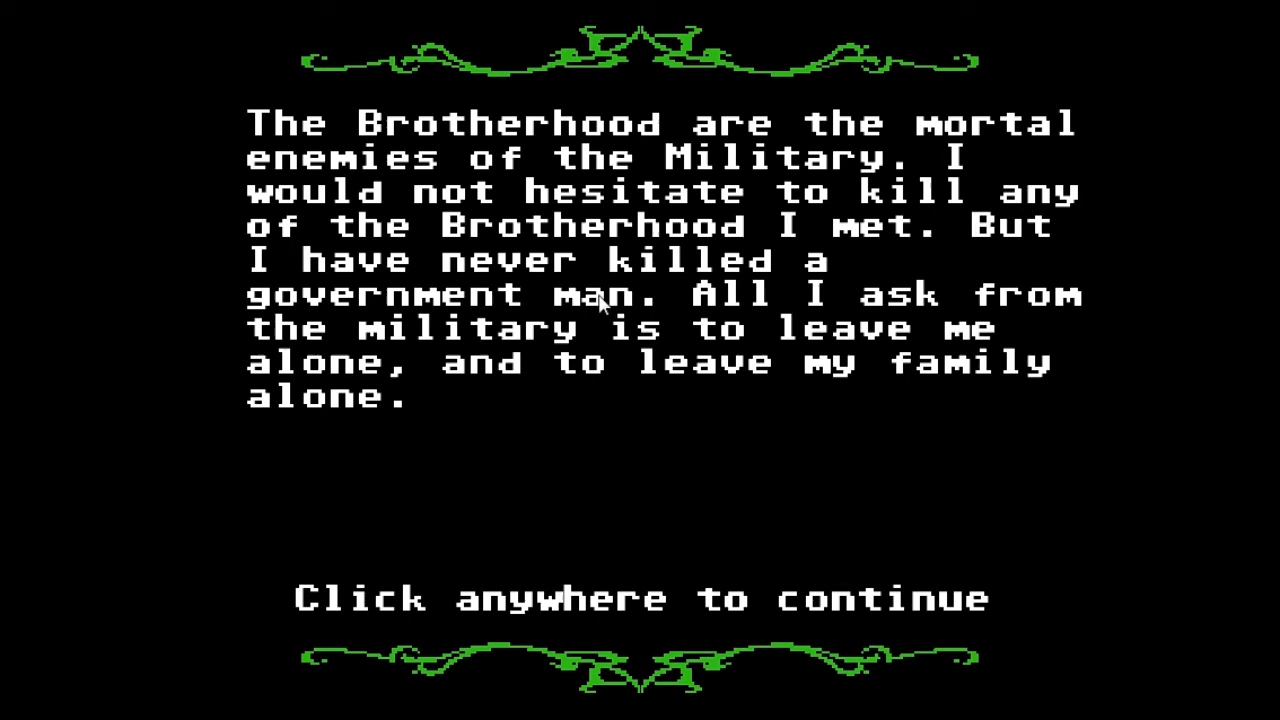 The Brotherhood are the mortal
enemies of the Military. I
would not hesitate to kill any
of the Brotherhood I met. But
I have never killed a
government man. All I ask from
the military is to leave me
alone, and to leave my family
alone.
Click anywhere to continue